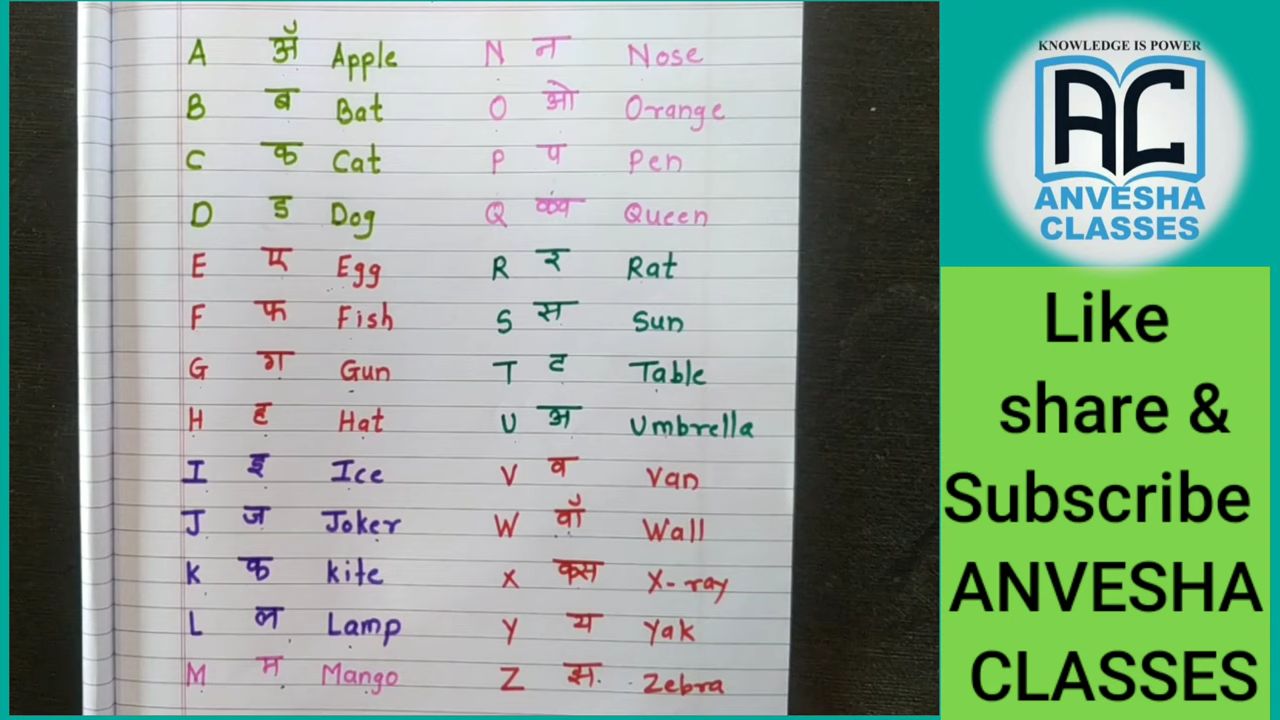 A अँ Apple
B ब Bat
C क Cat
D ड Dog
E ए Egg
F फ Fish
G ग Gun
H ह Hat
I इ Ice
J ज Joker
K क kite
L ल Lamp
M म Mango
N न Nose
O ओ Orange
P प Pen
Q Queen
R र Rat
S स Sun
T ट Table
U अ Umbrella
V व Van
W वॉ Wall
X क्स X-ray
Y य Yak
Z Zebra
KNOWLEDGE IS POWER
AC
ANVESHA
CLASSES
Like
share &
Subscribe
ANVESHA
CLASSES